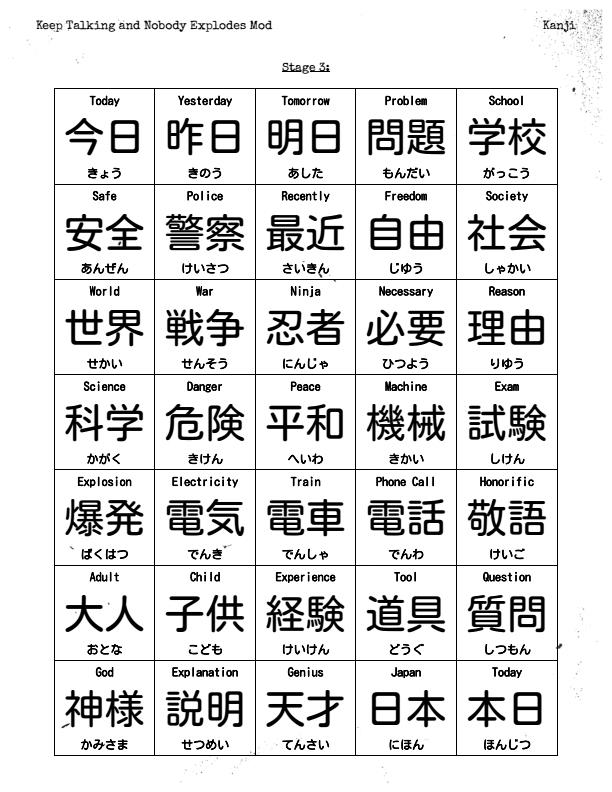 Keep Talking and Nobody Explodes Mod Kanji
Stage 3:
Today Yesterday Tomorrow Problem School
今日 昨日 明日 問題 学校
きょう きのう あした もんだい がっこう
Safe Police Recently Freedom Society
安全 警察 最近 自由 社会
あんぜん けいさつ さいきん じゆう しゃかい
World War Ninja Necessary Reason
世界 戦争 忍者 必要 理由
せかい せんそう にんじゃ ひつよう りゆう
Science Danger Peace Machine Exam
科学 危険 平和 機械 試験
かがく きけん へいわ きかい しけん
Explosion Electricity Train Phone Call Honorific
爆発 電気 電車 電話 敬語
ばくはつ でんき でんしゃ でんわ けいご
Adult Child Experience Tool Question
大人 子供 経験 道具 質問
おとな こども けいけん どうぐ しつもん
God Explanation Genius Japan Today
神様 説明 天才 日本 本日
かみさま せつめい てんさい にほん ほんじつ